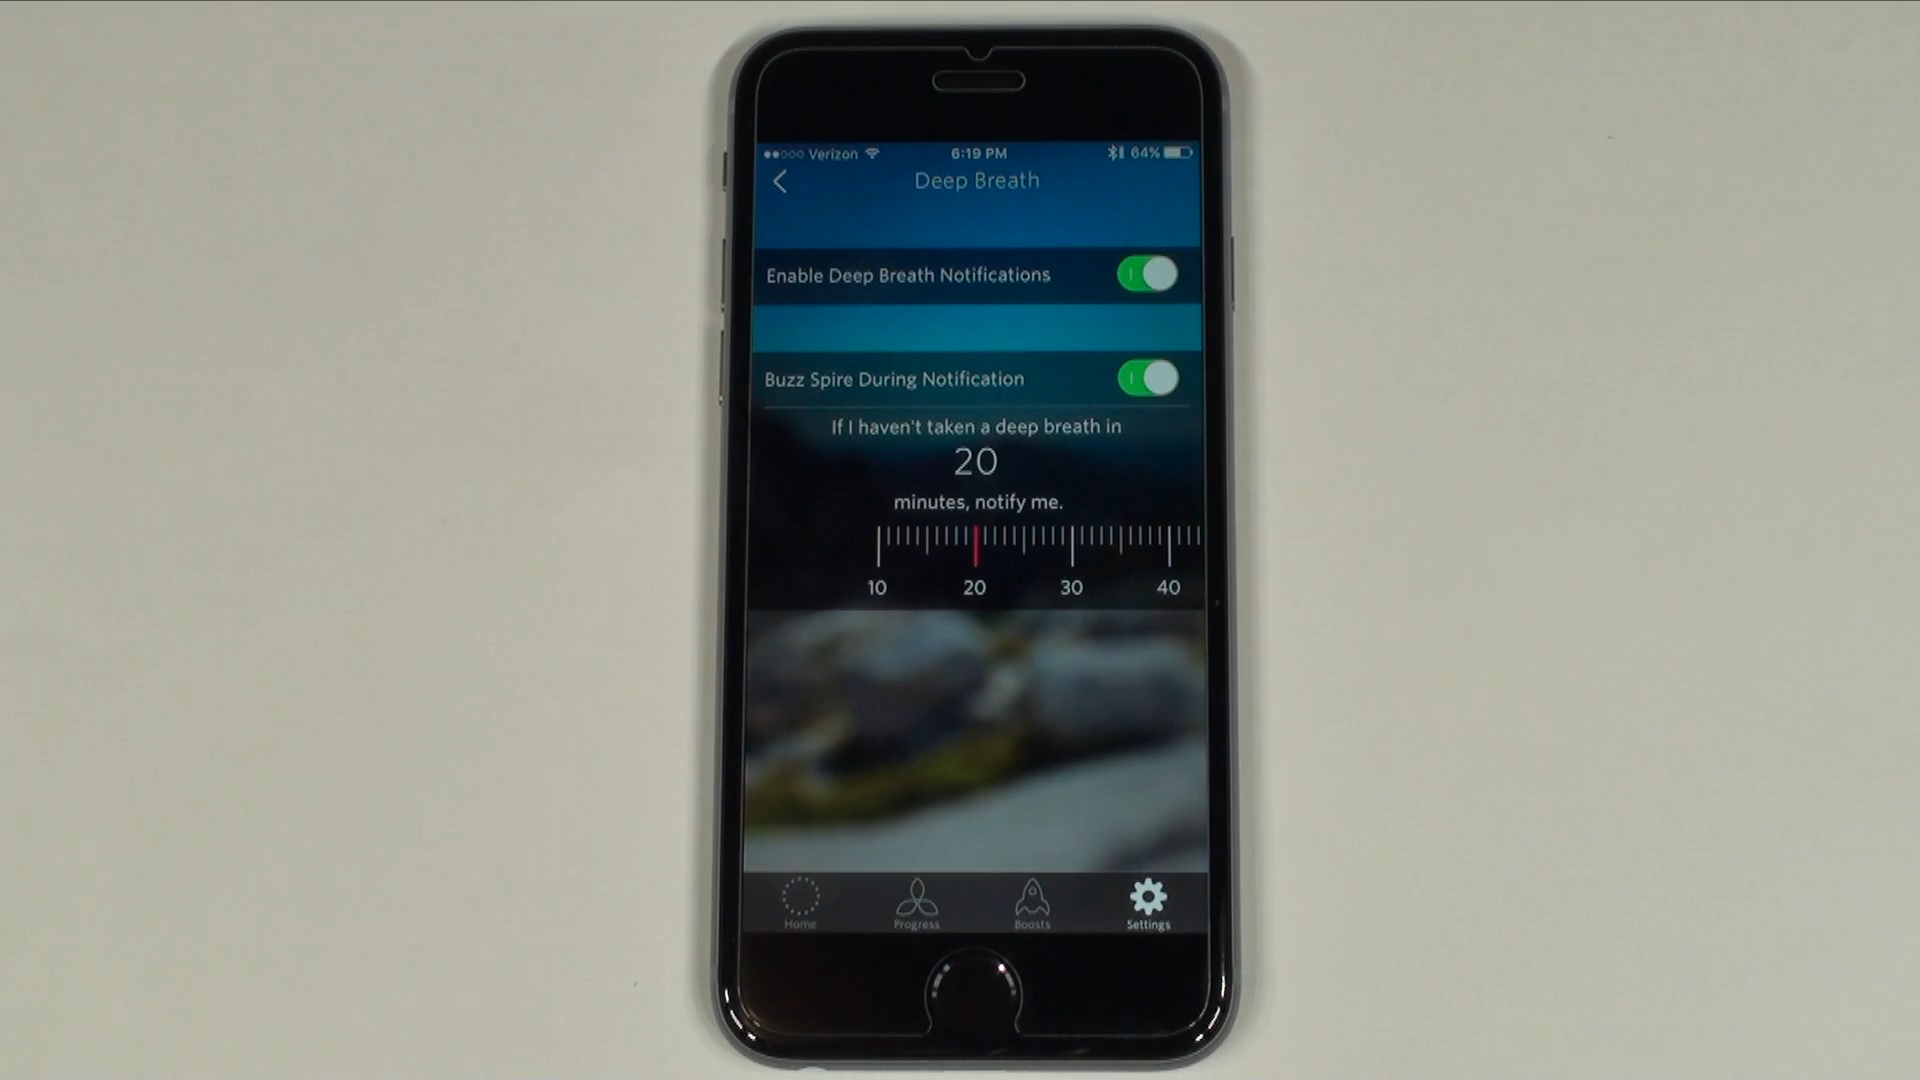 Verizon 6:19 PM 64%
Deep Breath
Enable Deep Breath Notifications
Buzz Spire During Notification
If I haven't taken a deep breath in
20
minutes, notify me.
10 20 30 40
Home Progress Boosts Settings